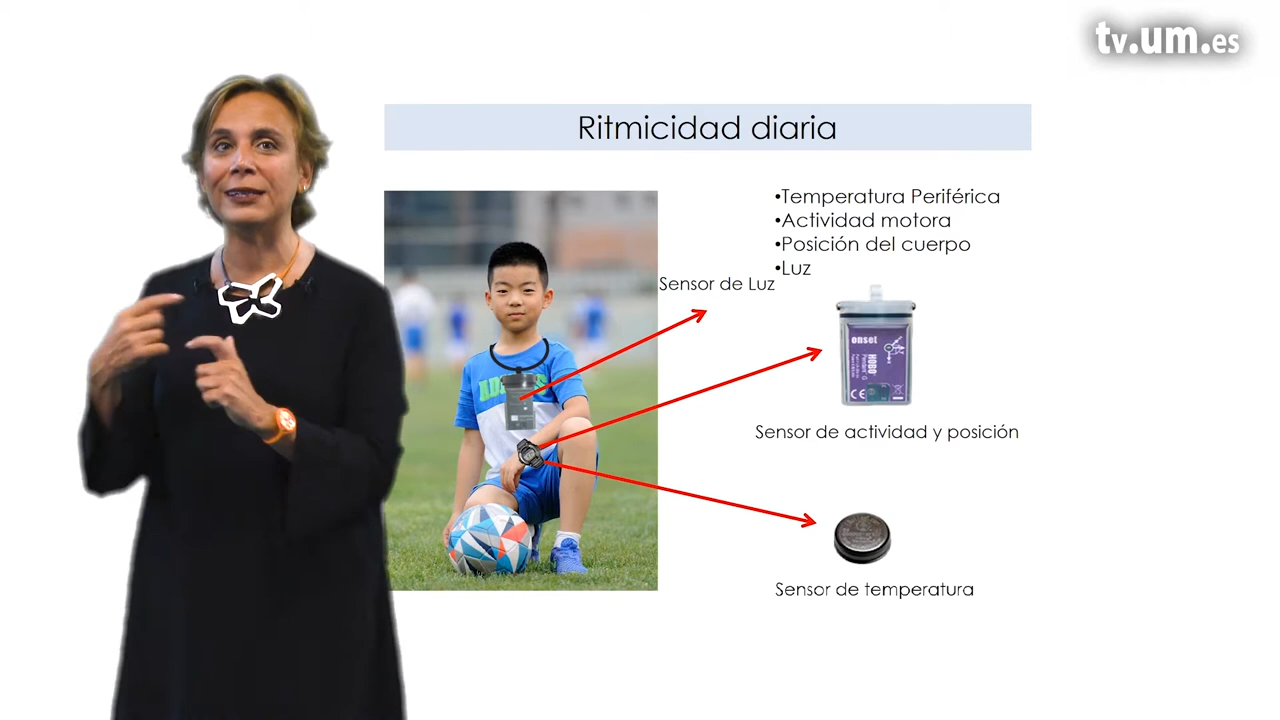 tv.um.es
Ritmicidad diaria
•Temperatura Periférica
•Actividad motora
•Posición del cuerpo
•Luz
Sensor de Luz
onset
HOBO
CE
Sensor de actividad y posición
Sensor de temperatura